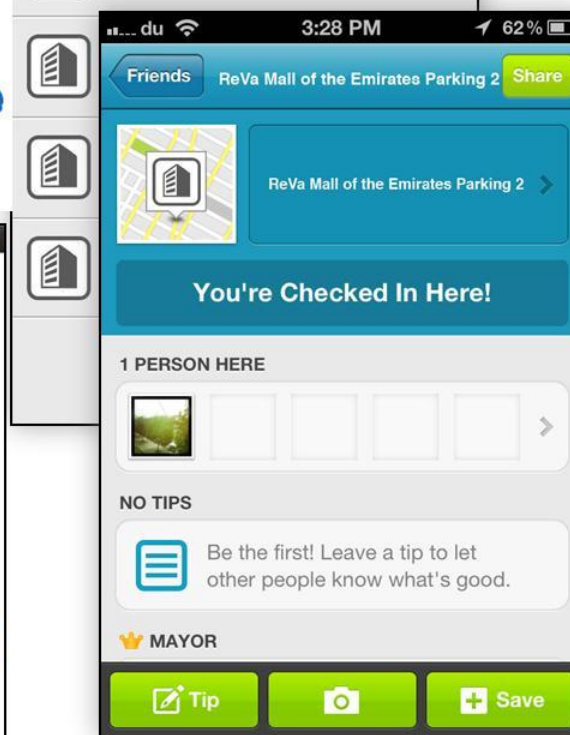 du 3:28 PM 62%
Friends ReVa Mall of the Emirates Parking 2 Share
ReVa Mall of the Emirates Parking 2
You're Checked In Here!
1 PERSON HERE
NO TIPS
Be the first! Leave a tip to let
other people know what's good.
MAYOR
Tip Save